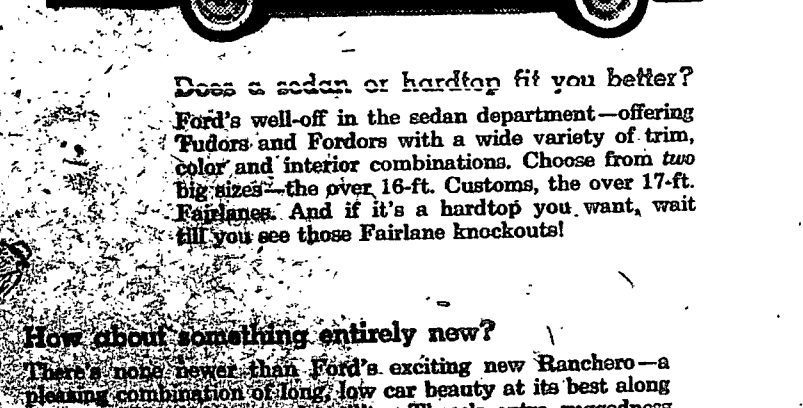 Does a sedan or hardtop fit you better?
Ford's well-off in the sedan department—offering
Tudors and Fordors with a wide variety of trim,
color and interior combinations. Choose from two
big sizes—the over 16-ft. Customs, the over 17-ft.
Fairlanes. And if it's a hardtop you want, wait
till you see those Fairlane knockouts!
How about something entirely new?
There's none newer than Ford's exciting new Ranchero—a
pleasing combination of long, low car beauty at its best along